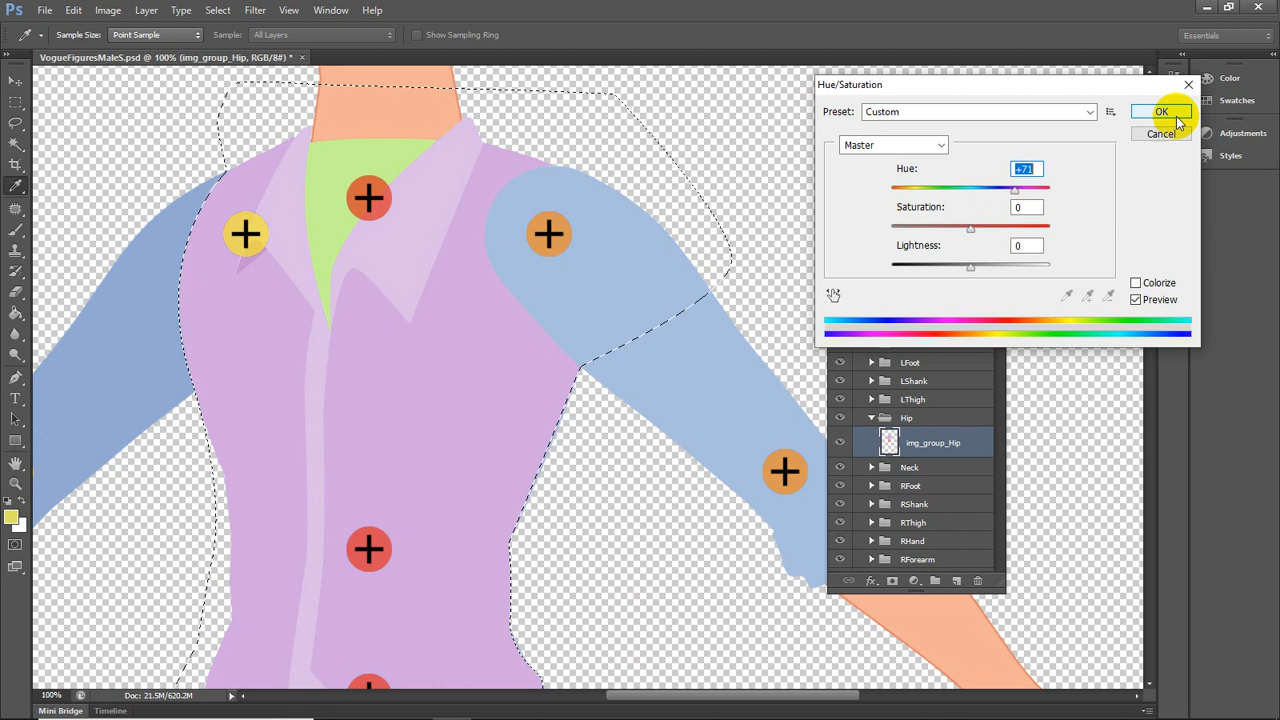 Ps File Edit Image Layer Type Select Filter View Window Help
Sample Size: Point Sample Sample: All Layers Show Sampling Ring Essentials
VogueFiguresMaleS.psd @ 100% (img_group_Hip, RGB/8#) * ×
Hue/Saturation
Preset: Custom OK
Cancel
Master
Hue: +71
Saturation: 0
Lightness: 0
Colorize
Preview
Color
Swatches
Adjustments
Styles
LFoot
LShank
LThigh
Hip
img_group_Hip
Neck
RFoot
RShank
RThigh
RHand
RForearm
fx
100% Doc: 21.5M/620.2M
Mini Bridge Timeline